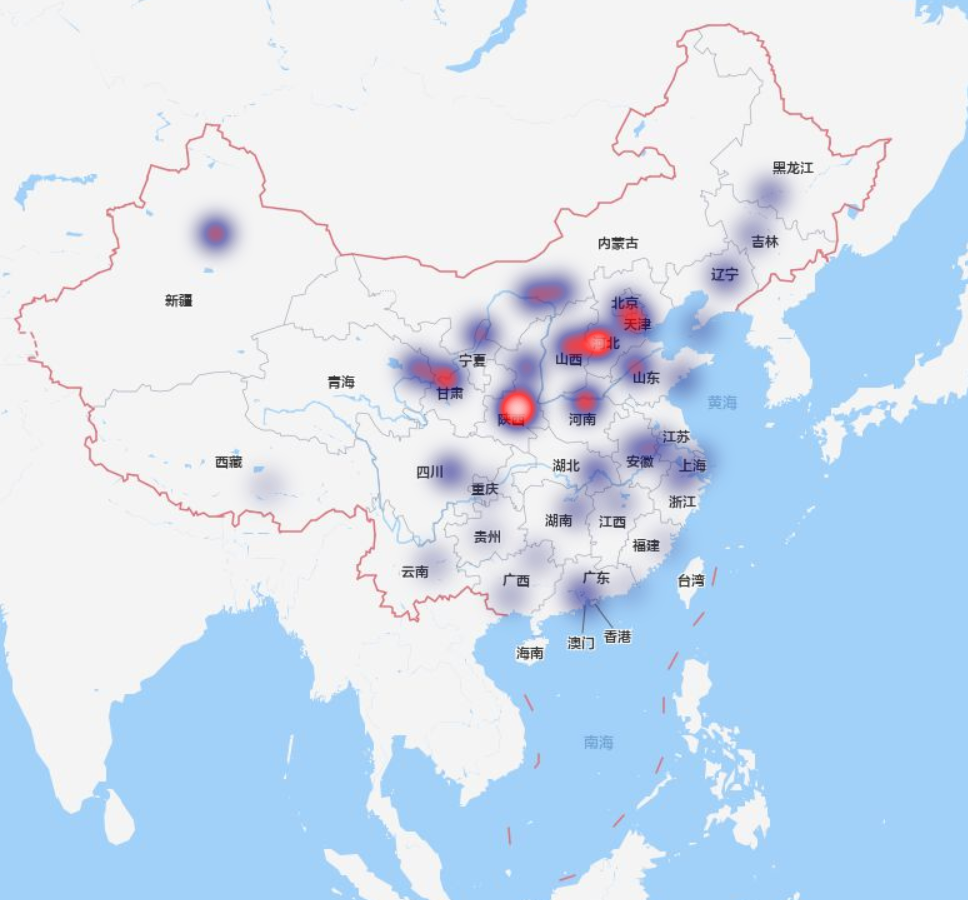 黑龙江
吉林
内蒙古
辽宁
新疆
北京
天津
河北
山西
宁夏
山东
青海
甘肃
黄海
陕西
河南
江苏
西藏
四川
湖北
安徽
上海
重庆
浙江
湖南
江西
贵州
福建
云南
广西
广东
台湾
澳门
香港
海南
南海